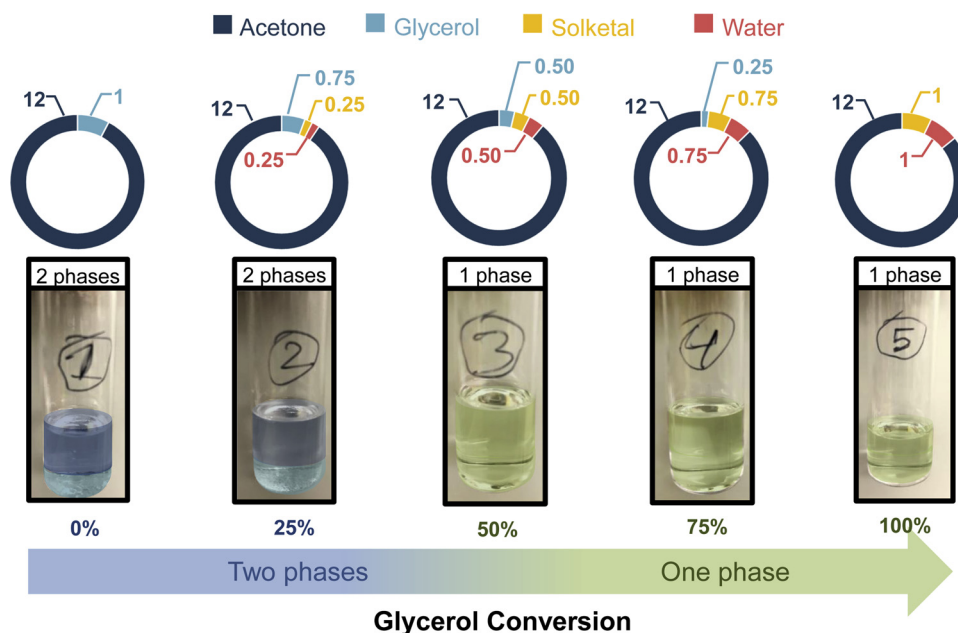 Acetone Glycerol Solketal Water
12 1
12 0.75 0.25 0.25
12 0.50 0.50 0.50
12 0.25 0.75 0.75
12 1 1
2 phases 2 phases 1 phase 1 phase 1 phase
1 2 3 4 5
0% 25% 50% 75% 100%
Two phases One phase
Glycerol Conversion